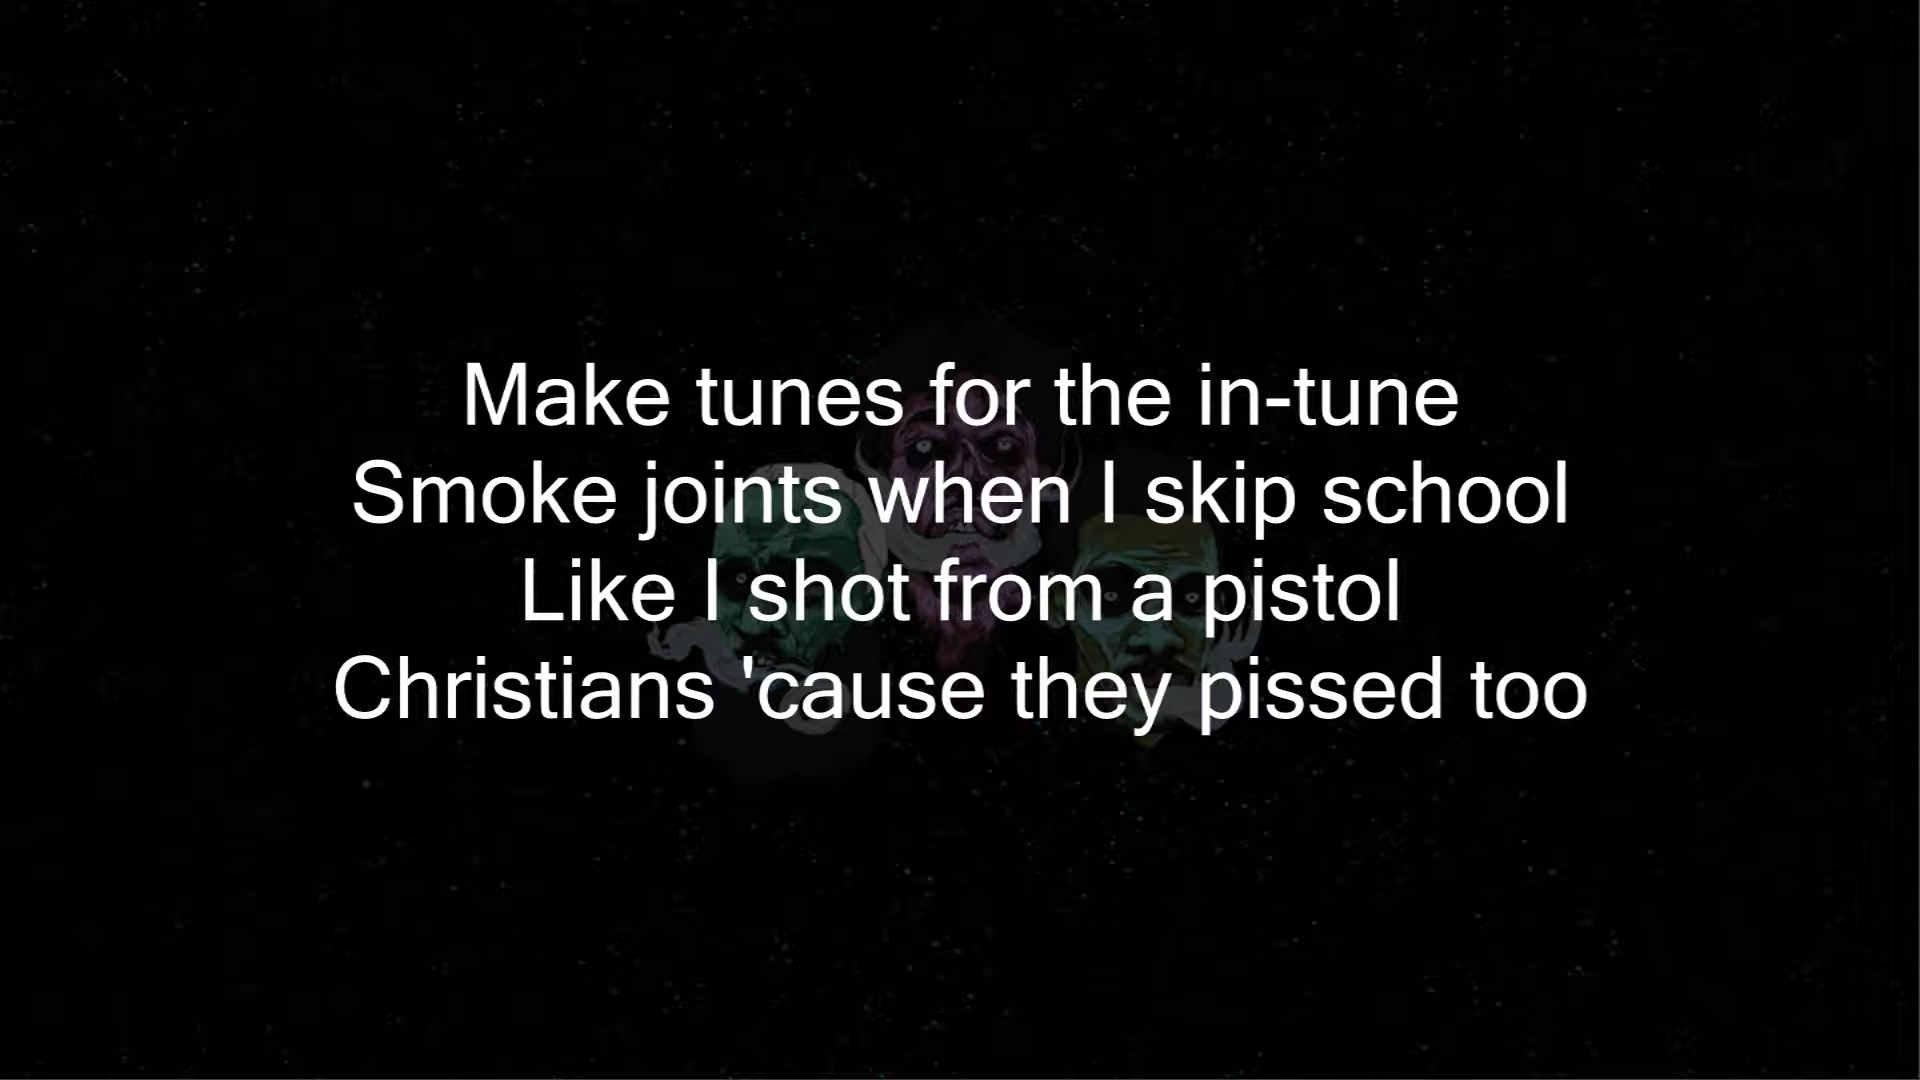 Make tunes for the in-tune
Smoke joints when I skip school
Like I shot from a pistol
Christians 'cause they pissed too